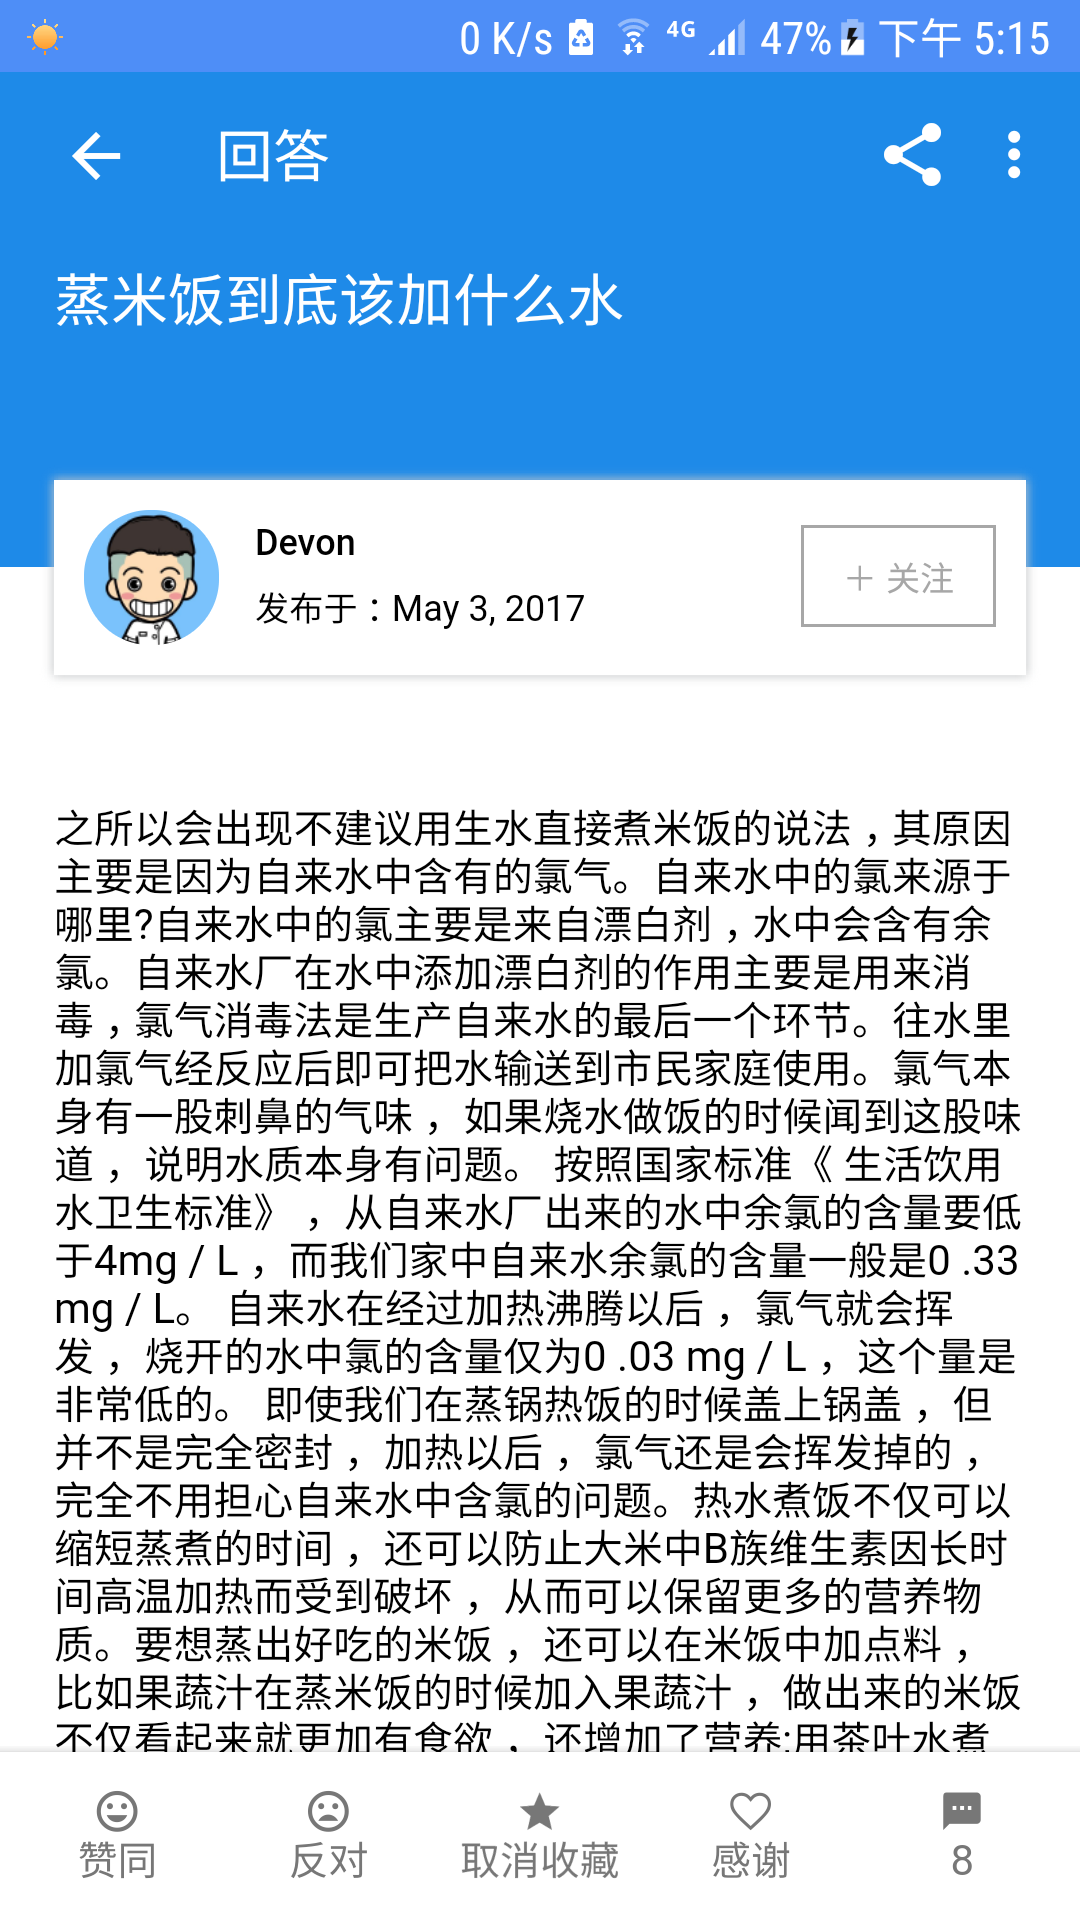 0 K/s 4G 47% 下午 5:15
回答
蒸米饭到底该加什么水
Devon
发布于：May 3, 2017
＋ 关注
之所以会出现不建议用生水直接煮米饭的说法，其原因
主要是因为自来水中含有的氯气。自来水中的氯来源于
哪里?自来水中的氯主要是来自漂白剂，水中会含有余
氯。自来水厂在水中添加漂白剂的作用主要是用来消
毒，氯气消毒法是生产自来水的最后一个环节。往水里
加氯气经反应后即可把水输送到市民家庭使用。氯气本
身有一股刺鼻的气味 ，如果烧水做饭的时候闻到这股味
道 ，说明水质本身有问题。 按照国家标准《 生活饮用
水卫生标准》 ，从自来水厂出来的水中余氯的含量要低
于4mg / L ，而我们家中自来水余氯的含量一般是0 .33
mg / L。 自来水在经过加热沸腾以后 ，氯气就会挥
发 ，烧开的水中氯的含量仅为0 .03 mg / L ，这个量是
非常低的。 即使我们在蒸锅热饭的时候盖上锅盖 ，但
并不是完全密封 ，加热以后 ，氯气还是会挥发掉的 ，
完全不用担心自来水中含氯的问题。热水煮饭不仅可以
缩短蒸煮的时间 ，还可以防止大米中B族维生素因长时
间高温加热而受到破坏 ，从而可以保留更多的营养物
质。要想蒸出好吃的米饭 ，还可以在米饭中加点料 ，
比如果蔬汁在蒸米饭的时候加入果蔬汁 ，做出来的米饭
不仅看起来就更加有食欲 ，还增加了营养;用茶叶水煮
赞同 反对 取消收藏 感谢 8